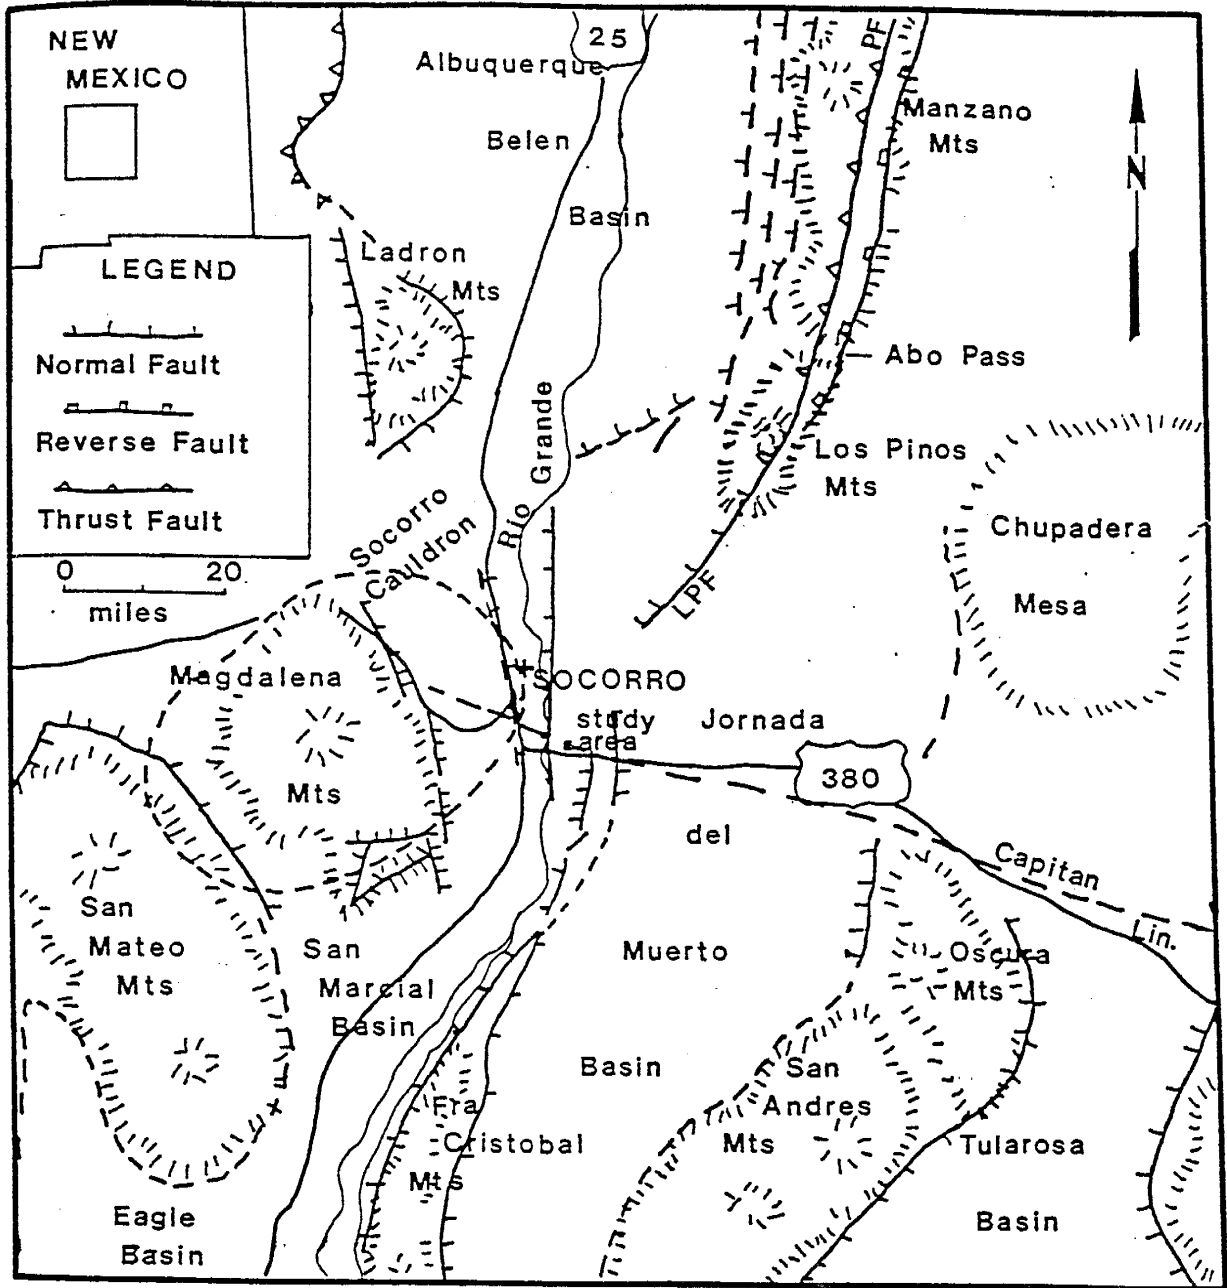 NEW
MEXICO
25
Albuquerque
Belen
Basin
PF
Manzano
Mts
N
LEGEND
Normal Fault
Reverse Fault
Thrust Fault
0 20
miles
Ladron
Mts
Abo Pass
Los Pinos
Mts
Rio Grande
Socorro
Cauldron
LPF
Chupadera
Mesa
Magdalena
Mts
SOCORRO
study
area
Jornada
380
del
Capitan
Lin.
San
Mateo
Mts
San
Marcial
Basin
Muerto
Oscura
Mts
Basin
San
Andres
Mts
Fra
Cristobal
Mts
Tularosa
Basin
Eagle
Basin